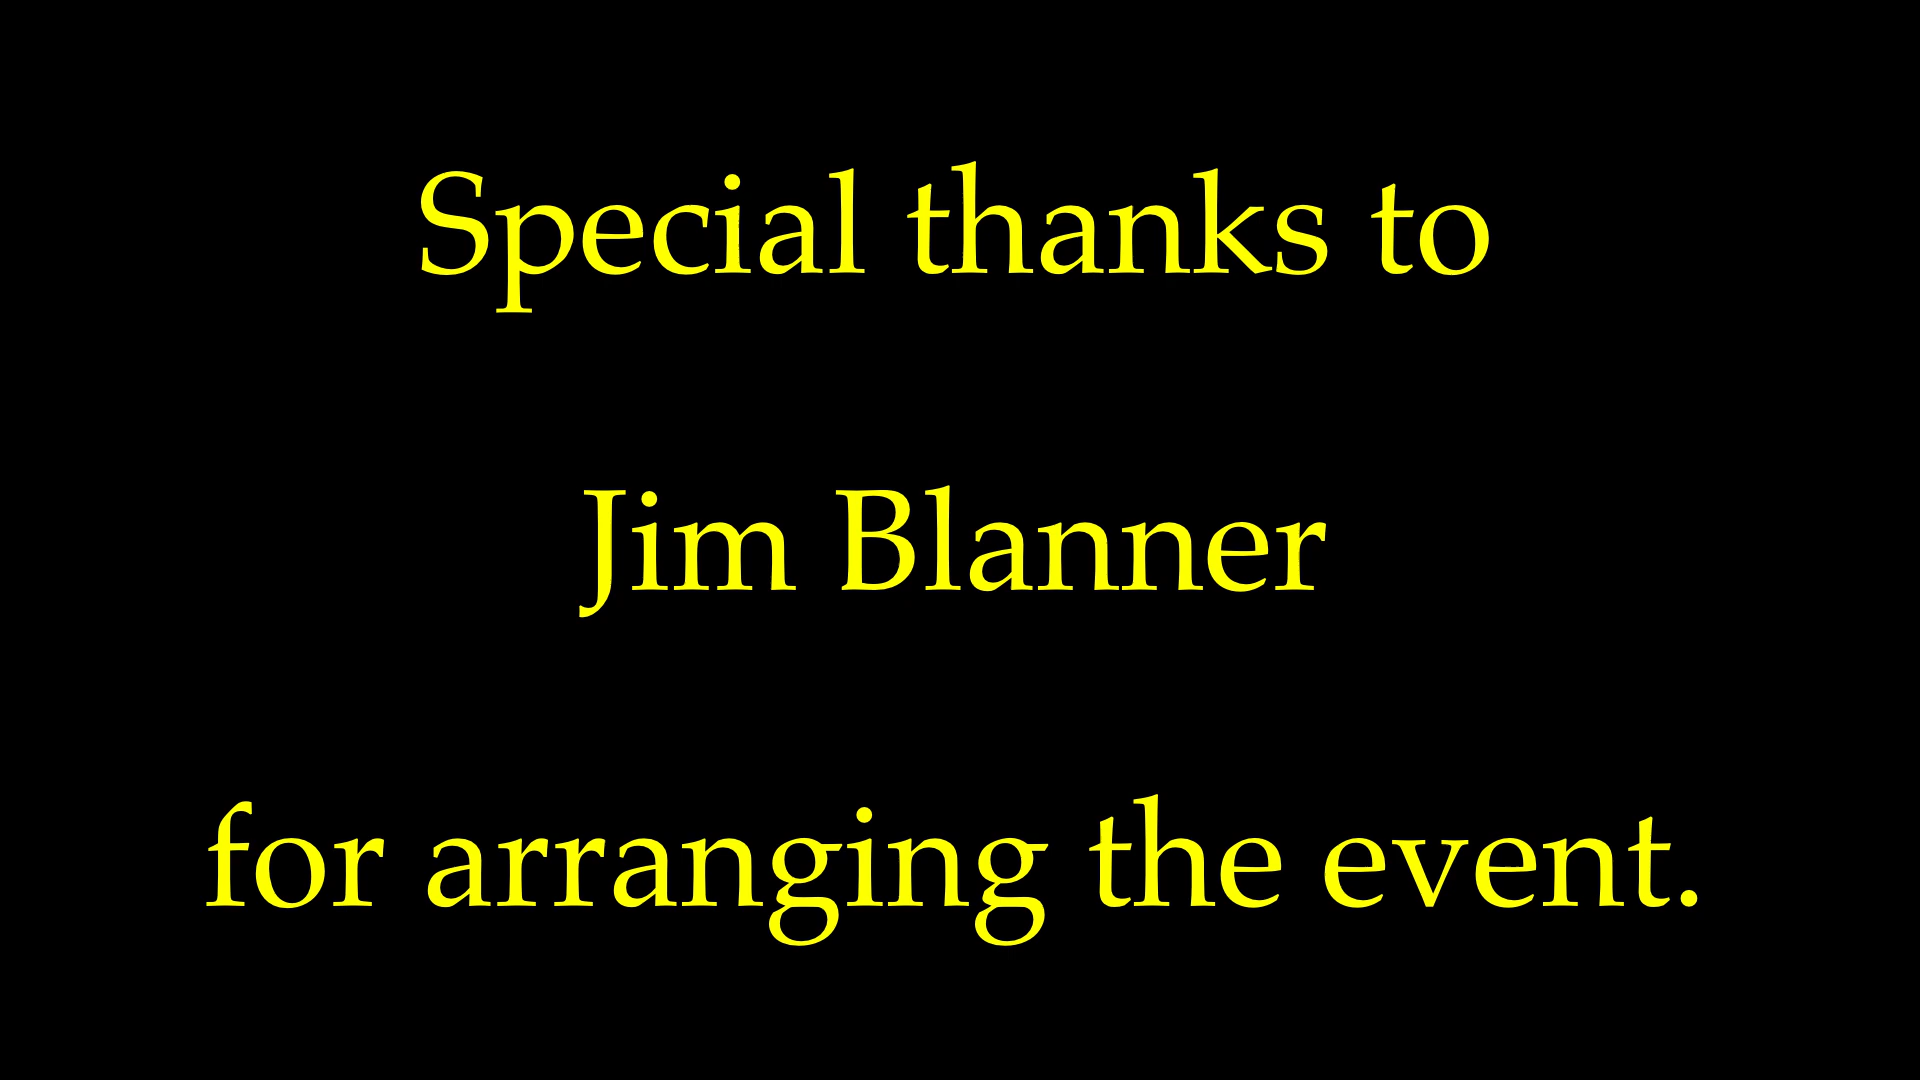 Special thanks to
Jim Blanner
for arranging the event.